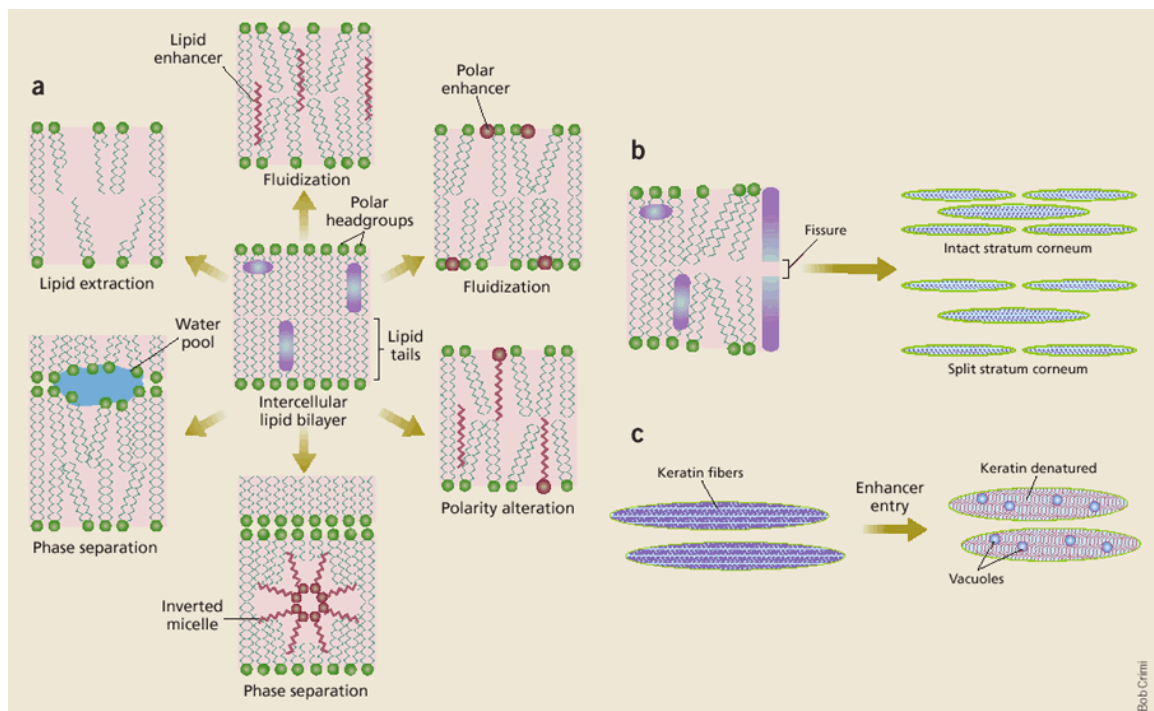 a
Lipid
enhancer
Fluidization
Polar
enhancer
Fluidization
Polar
headgroups
Lipid extraction
Water
pool
Lipid
tails
Intercellular
lipid bilayer
Phase separation
Polarity alteration
Inverted
micelle
Phase separation
b
Fissure
Intact stratum corneum
Split stratum corneum
c
Keratin fibers
Enhancer
entry
Keratin denatured
Vacuoles
Bob Crimi